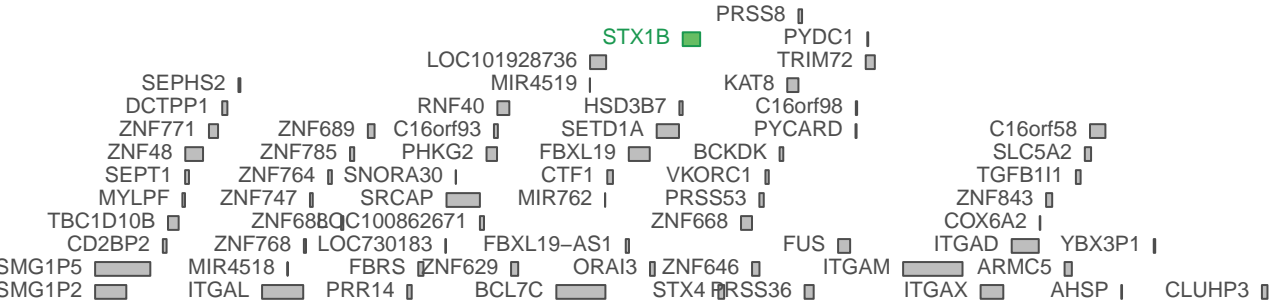 PRSS8
STX1B PYDC1
LOC101928736 TRIM72
SEPHS2 MIR4519 KAT8
DCTPP1 RNF40 HSD3B7 C16orf98
ZNF771 ZNF689 C16orf93 SETD1A PYCARD C16orf58
ZNF48 ZNF785 PHKG2 FBXL19 BCKDK SLC5A2
SEPT1 ZNF764 SNORA30 CTF1 VKORC1 TGFB1I1
MYLPF ZNF747 SRCAP MIR762 PRSS53 ZNF843
TBC1D10B ZNF688 LOC100862671 ZNF668 COX6A2
CD2BP2 ZNF768 LOC730183 FBXL19−AS1 FUS ITGAD YBX3P1
SMG1P5 MIR4518 FBRS ZNF629 ORAI3 ZNF646 ITGAM ARMC5
SMG1P2 ITGAL PRR14 BCL7C STX4 PRSS36 ITGAX AHSP CLUHP3